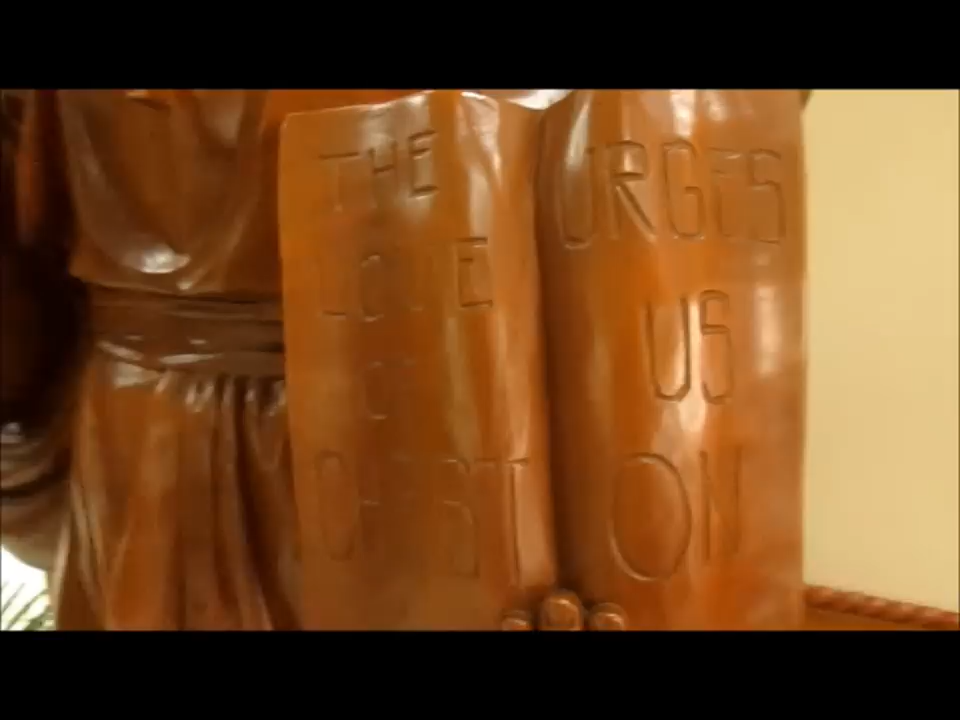 THE
LOVE
OF
CHRIST
URGES
US
ON